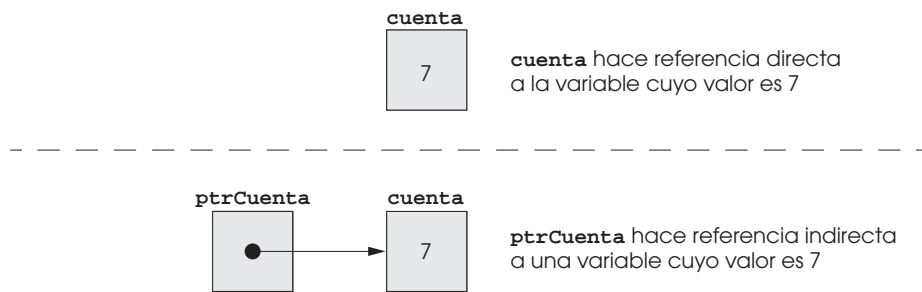 cuenta
7
cuenta hace referencia directa
a la variable cuyo valor es 7
ptrCuenta
cuenta
7
ptrCuenta hace referencia indirecta
a una variable cuyo valor es 7